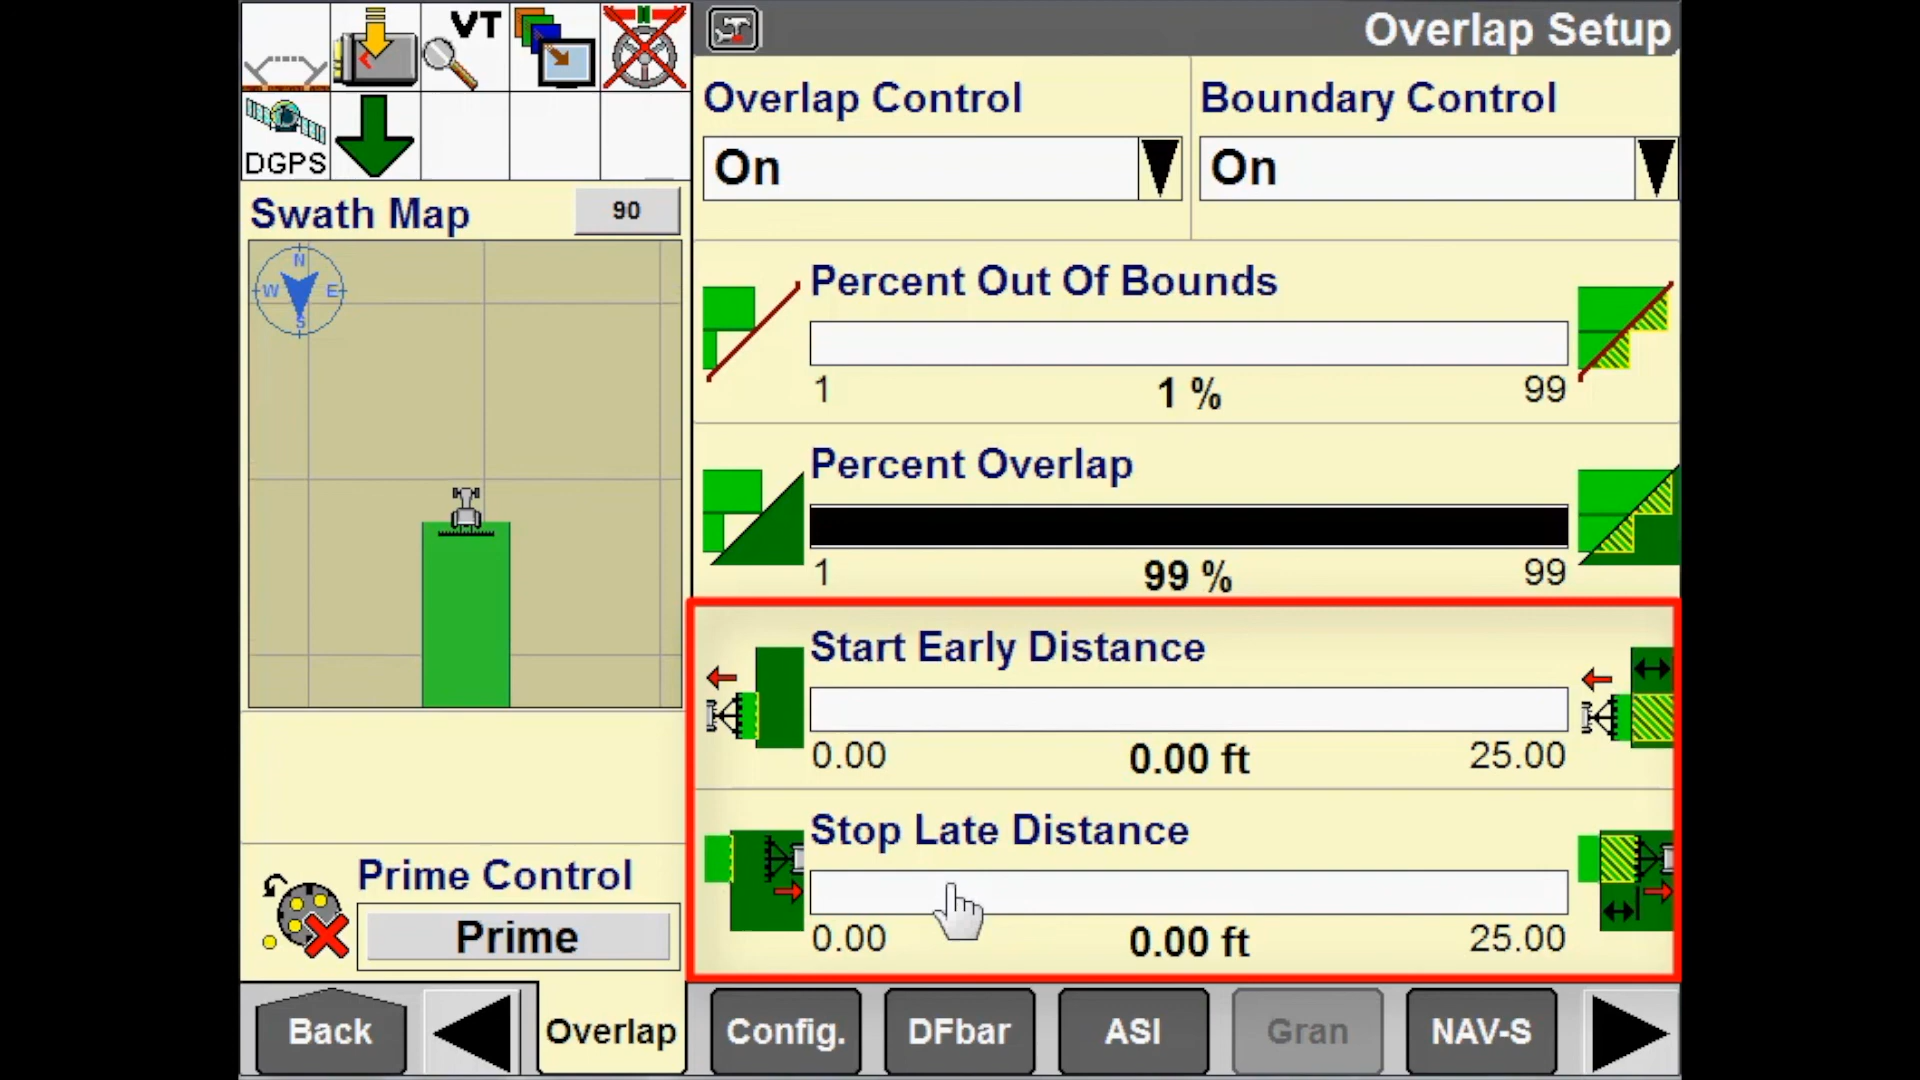 VT
DGPS
Swath Map
90
N
W
E
S
Prime Control
Prime
Overlap Setup
Overlap Control
On
Boundary Control
On
Percent Out Of Bounds
1
1 %
99
Percent Overlap
1
99 %
99
Start Early Distance
0.00
0.00 ft
25.00
Stop Late Distance
0.00
0.00 ft
25.00
Back
Overlap
Config.
DFbar
ASI
Gran
NAV-S